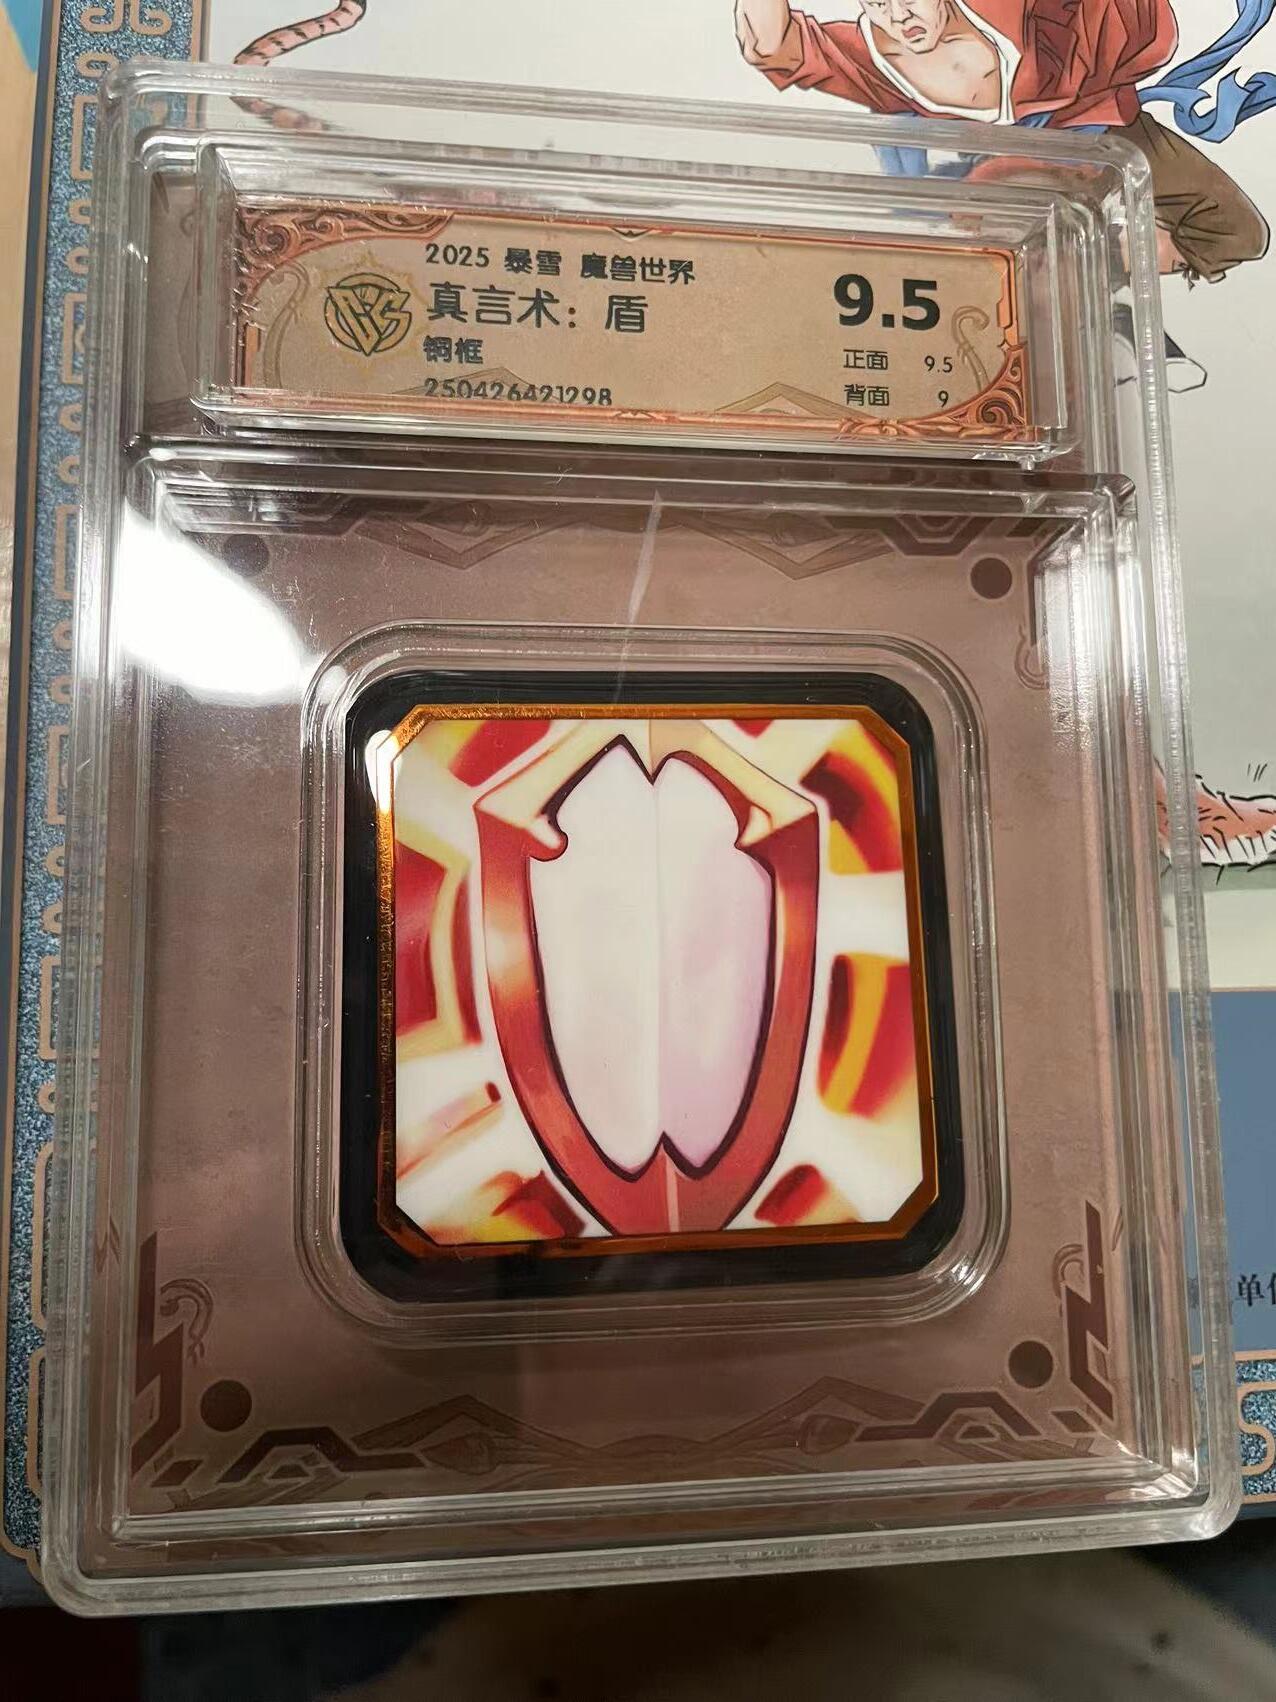 2025 暴雪 魔兽世界
真言术：盾
铜框
250426421298
9.5
正面 9.5
背面 9
单